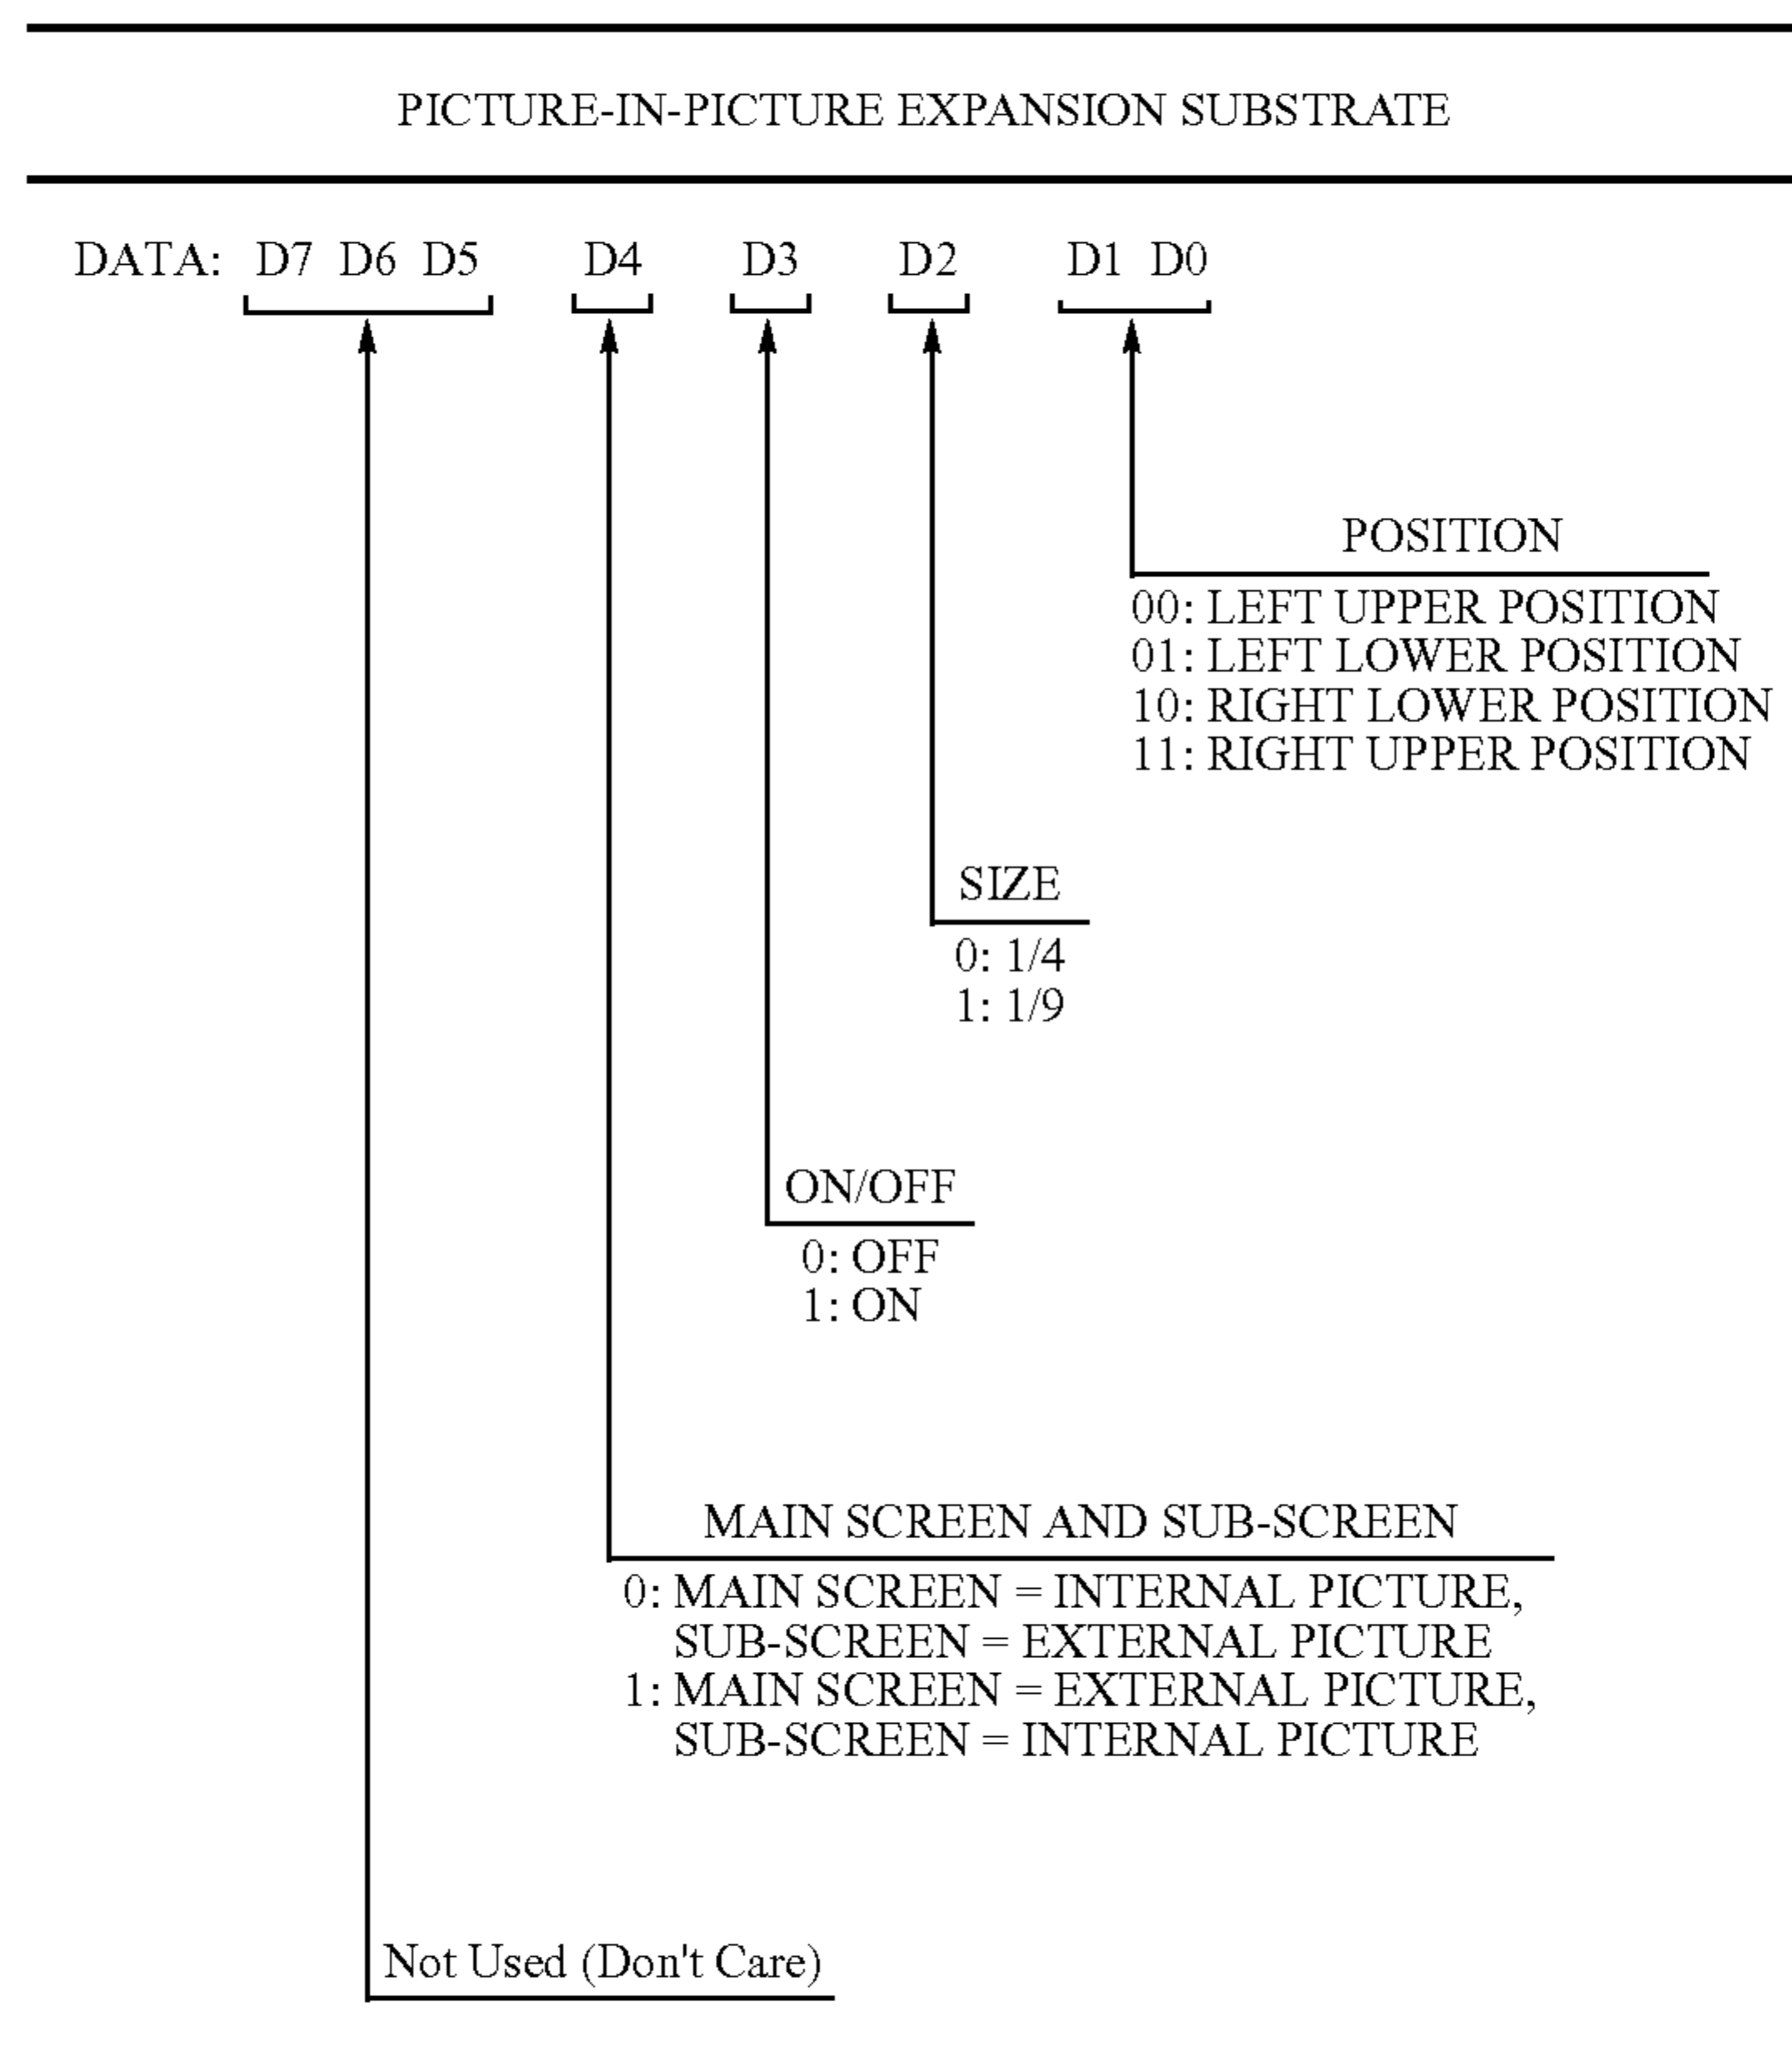 PICTURE-IN-PICTURE EXPANSION SUBSTRATE
DATA: D7 D6 D5 D4 D3 D2 D1 D0
POSITION
00: LEFT UPPER POSITION
01: LEFT LOWER POSITION
10: RIGHT LOWER POSITION
11: RIGHT UPPER POSITION
SIZE
0: 1/4
1: 1/9
ON/OFF
0: OFF
1: ON
MAIN SCREEN AND SUB-SCREEN
0: MAIN SCREEN = INTERNAL PICTURE,
SUB-SCREEN = EXTERNAL PICTURE
1: MAIN SCREEN = EXTERNAL PICTURE,
SUB-SCREEN = INTERNAL PICTURE
Not Used (Don't Care)